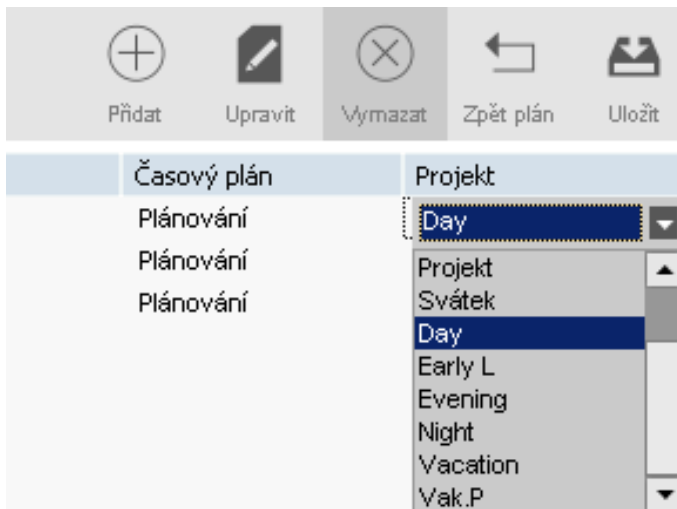 Přidat Upravit Vymazat Zpět plán Uložit
Časový plán Projekt
Plánování Day
Plánování
Plánování
Projekt
Svátek
Day
Early L
Evening
Night
Vacation
Vak.P